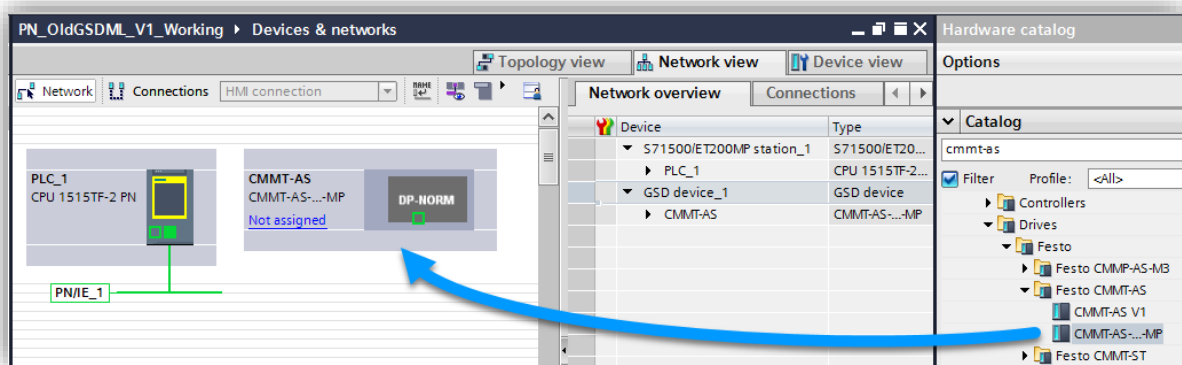 PN_OldGSDML_V1_Working ▸ Devices & networks
Topology view
Network view
Device view
Network
Connections
HMI connection
PLC_1
CPU 1515TF-2 PN
CMMT-AS
CMMT-AS-...-MP
Not assigned
DP-NORM
PN/IE_1
Network overview
Connections
Device
Type
S71500/ET200MP station_1
S71500/ET20...
PLC_1
CPU 1515TF-2...
GSD device_1
GSD device
CMMT-AS
CMMT-AS-...-MP
Hardware catalog
Options
Catalog
cmmt-as
Filter
Profile:
<All>
Controllers
Drives
Festo
Festo CMMP-AS-M3
Festo CMMT-AS
CMMT-AS V1
CMMT-AS-...-MP
Festo CMMT-ST